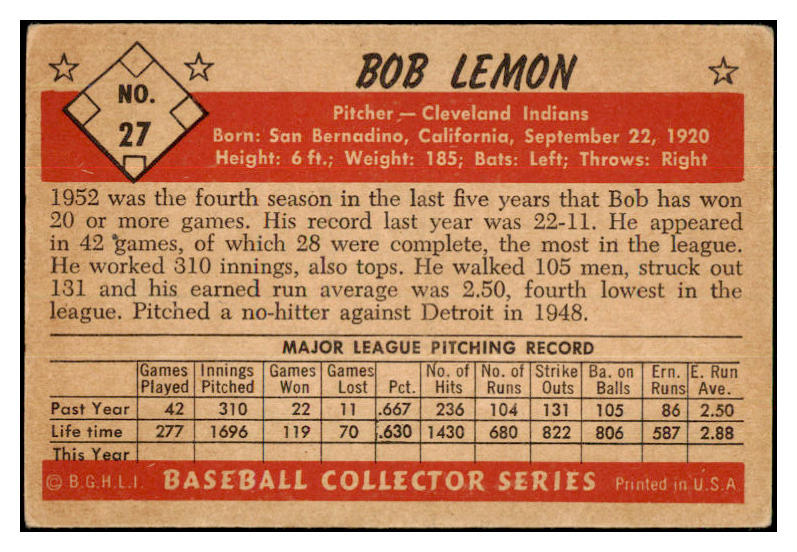 BOB LEMON
NO.
27
Pitcher — Cleveland Indians
Born: San Bernadino, California, September 22, 1920
Height: 6 ft.; Weight: 185; Bats: Left; Throws: Right
1952 was the fourth season in the last five years that Bob has won
20 or more games. His record last year was 22-11. He appeared
in 42 games, of which 28 were complete, the most in the league.
He worked 310 innings, also tops. He walked 105 men, struck out
131 and his earned run average was 2.50, fourth lowest in the
league. Pitched a no-hitter against Detroit in 1948.
MAJOR LEAGUE PITCHING RECORD
Games Innings Games Games No. of No. of Strike Ba. on Ern. E. Run
Played Pitched Won Lost Pct. Hits Runs Outs Balls Runs Ave.
Past Year 42 310 22 11 .667 236 104 131 105 86 2.50
Life time 277 1696 119 70 .630 1430 680 822 806 587 2.88
This Year
© B.G.H.L.I. BASEBALL COLLECTOR SERIES Printed in U.S.A